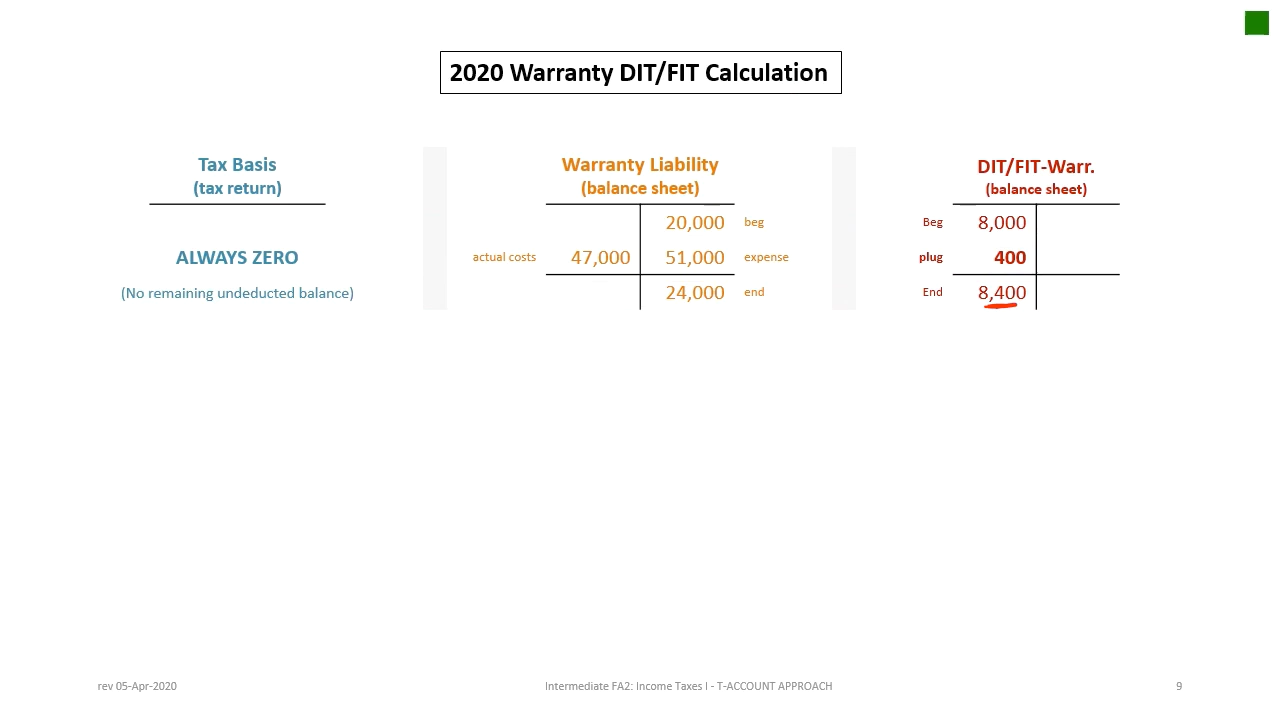 2020 Warranty DIT/FIT Calculation
Tax Basis
(tax return)
ALWAYS ZERO
(No remaining undeducted balance)
Warranty Liability
(balance sheet)
20,000 beg
actual costs 47,000 51,000 expense
24,000 end
DIT/FIT-Warr.
(balance sheet)
Beg 8,000
plug 400
End 8,400
rev 05-Apr-2020
Intermediate FA2: Income Taxes I - T-ACCOUNT APPROACH
9